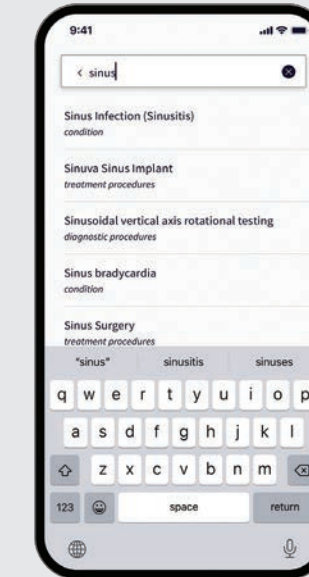 9:41
< sinus
Sinus Infection (Sinusitis)
condition
Sinuva Sinus Implant
treatment procedures
Sinusoidal vertical axis rotational testing
diagnostic procedures
Sinus bradycardia
condition
Sinus Surgery
treatment procedures
"sinus" sinusitis sinuses
q w e r t y u i o p
a s d f g h j k l
z x c v b n m
123 space return